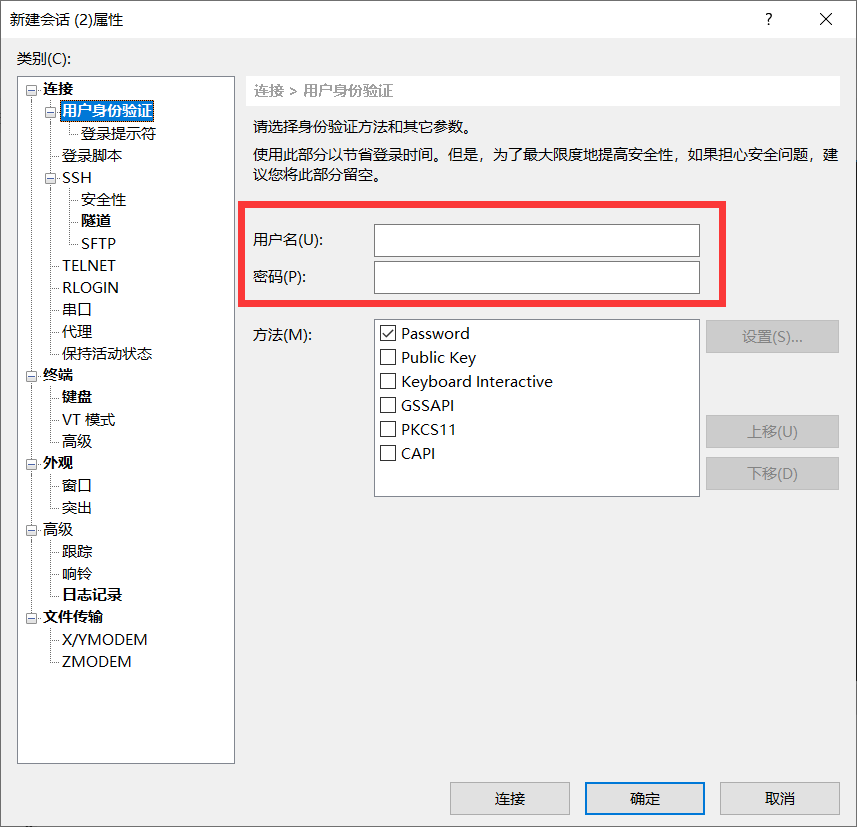 新建会话 (2)属性
?
类别(C):
连接
用户身份验证
登录提示符
登录脚本
SSH
安全性
隧道
SFTP
TELNET
RLOGIN
串口
代理
保持活动状态
终端
键盘
VT 模式
高级
外观
窗口
突出
高级
跟踪
响铃
日志记录
文件传输
X/YMODEM
ZMODEM
连接 > 用户身份验证
请选择身份验证方法和其它参数。
使用此部分以节省登录时间。但是，为了最大限度地提高安全性，如果担心安全问题，建
议您将此部分留空。
用户名(U):
密码(P):
方法(M):
Password
Public Key
Keyboard Interactive
GSSAPI
PKCS11
CAPI
设置(S)...
上移(U)
下移(D)
连接
确定
取消